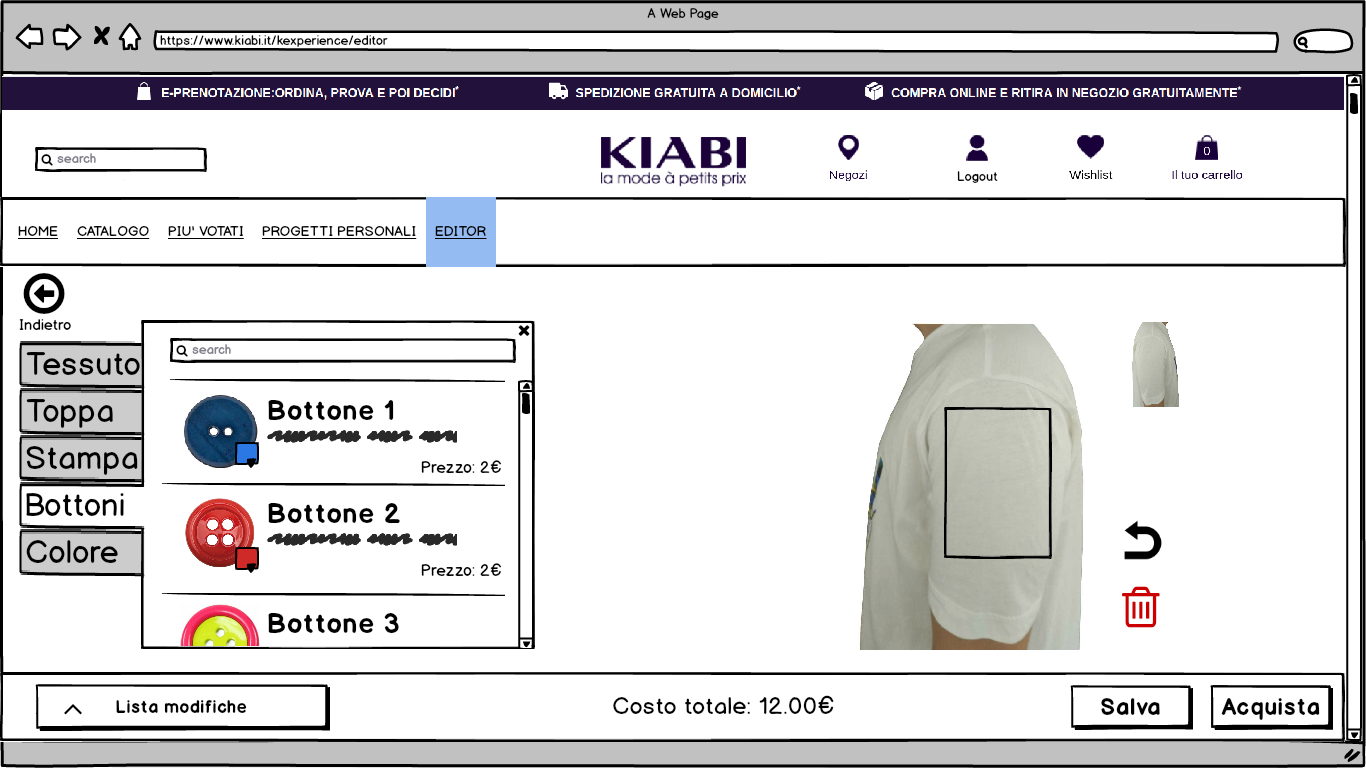 A Web Page
https://www.kiabi.it/kexperience/editor
E-PRENOTAZIONE:ORDINA, PROVA E POI DECIDI*
SPEDIZIONE GRATUITA A DOMICILIO*
COMPRA ONLINE E RITIRA IN NEGOZIO GRATUITAMENTE*
search
KIABI
la mode à petits prix
Negozi
Logout
Wishlist
0
Il tuo carrello
HOME
CATALOGO
PIU' VOTATI
PROGETTI PERSONALI
EDITOR
Indietro
Tessuto
Toppa
Stampa
Bottoni
Colore
search
Bottone 1
Prezzo: 2€
Bottone 2
Prezzo: 2€
Bottone 3
Lista modifiche
Costo totale: 12.00€
Salva
Acquista